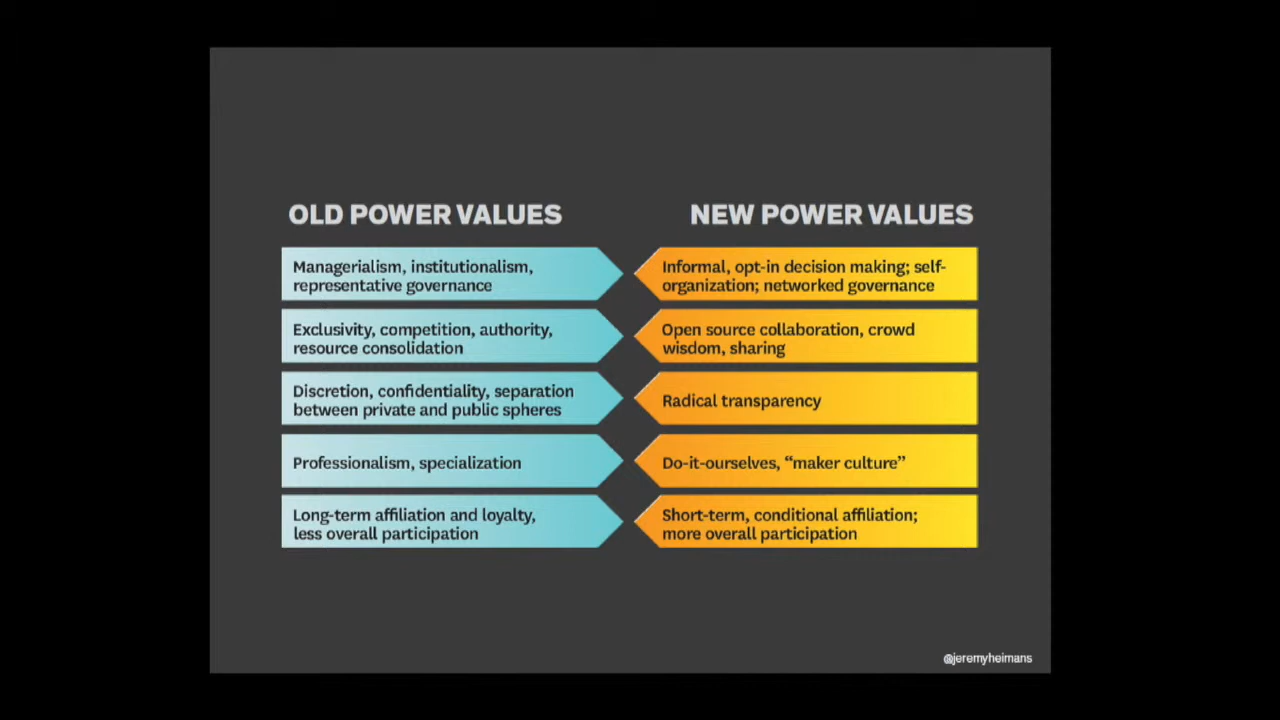 OLD POWER VALUES
NEW POWER VALUES
Managerialism, institutionalism,
representative governance
Informal, opt-in decision making; self-
organization; networked governance
Exclusivity, competition, authority,
resource consolidation
Open source collaboration, crowd
wisdom, sharing
Discretion, confidentiality, separation
between private and public spheres
Radical transparency
Professionalism, specialization
Do-it-ourselves, “maker culture”
Long-term affiliation and loyalty,
less overall participation
Short-term, conditional affiliation;
more overall participation
@jeremyheimans